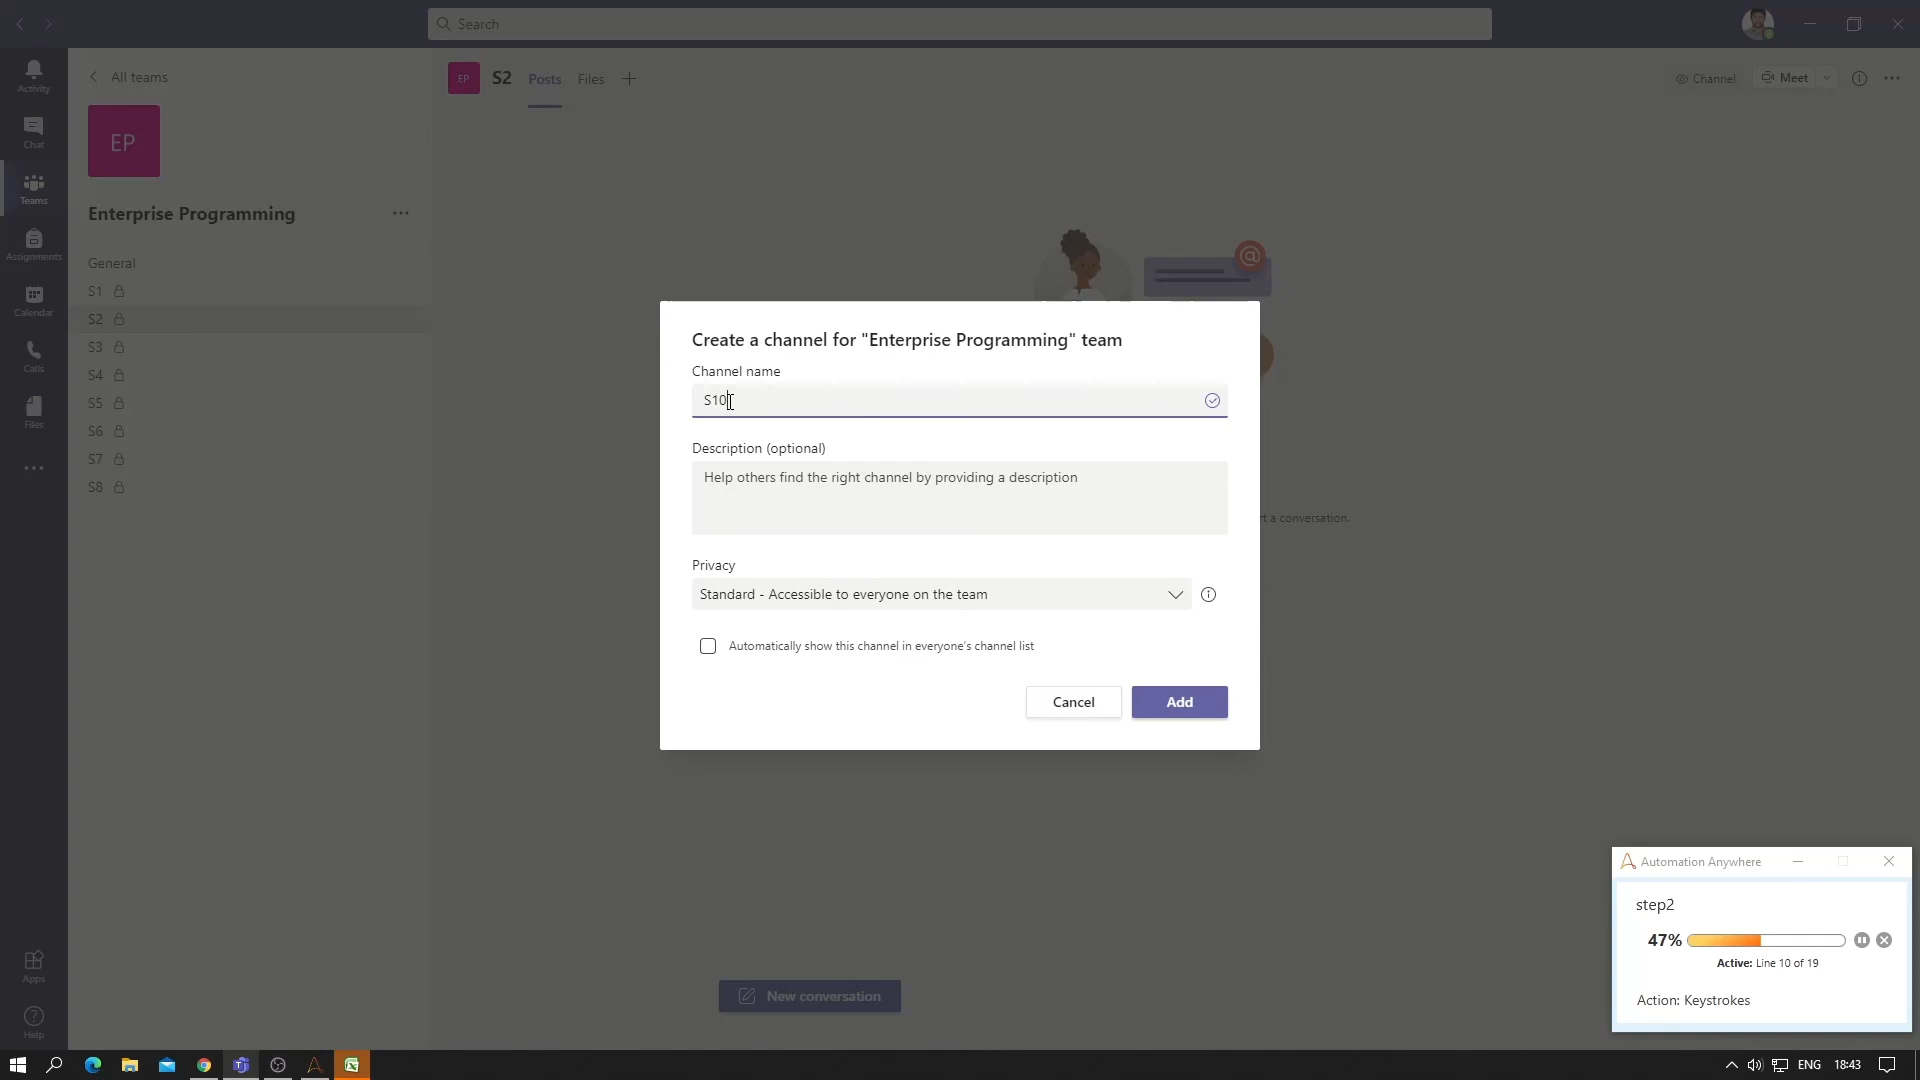 Search
Activity
Chat
Teams
Assignments
Calendar
Calls
Files
Apps
Help
All teams
EP
Enterprise Programming
General
S1
S2
S3
S4
S5
S6
S7
S8
EP
S2
Posts
Files
Channel
Meet
@
rt a conversation.
Create a channel for "Enterprise Programming" team
Channel name
S10
Description (optional)
Help others find the right channel by providing a description
Privacy
Standard - Accessible to everyone on the team
Automatically show this channel in everyone's channel list
Cancel
Add
New conversation
Automation Anywhere
step2
47%
Active: Line 10 of 19
Action: Keystrokes
ENG
18:43